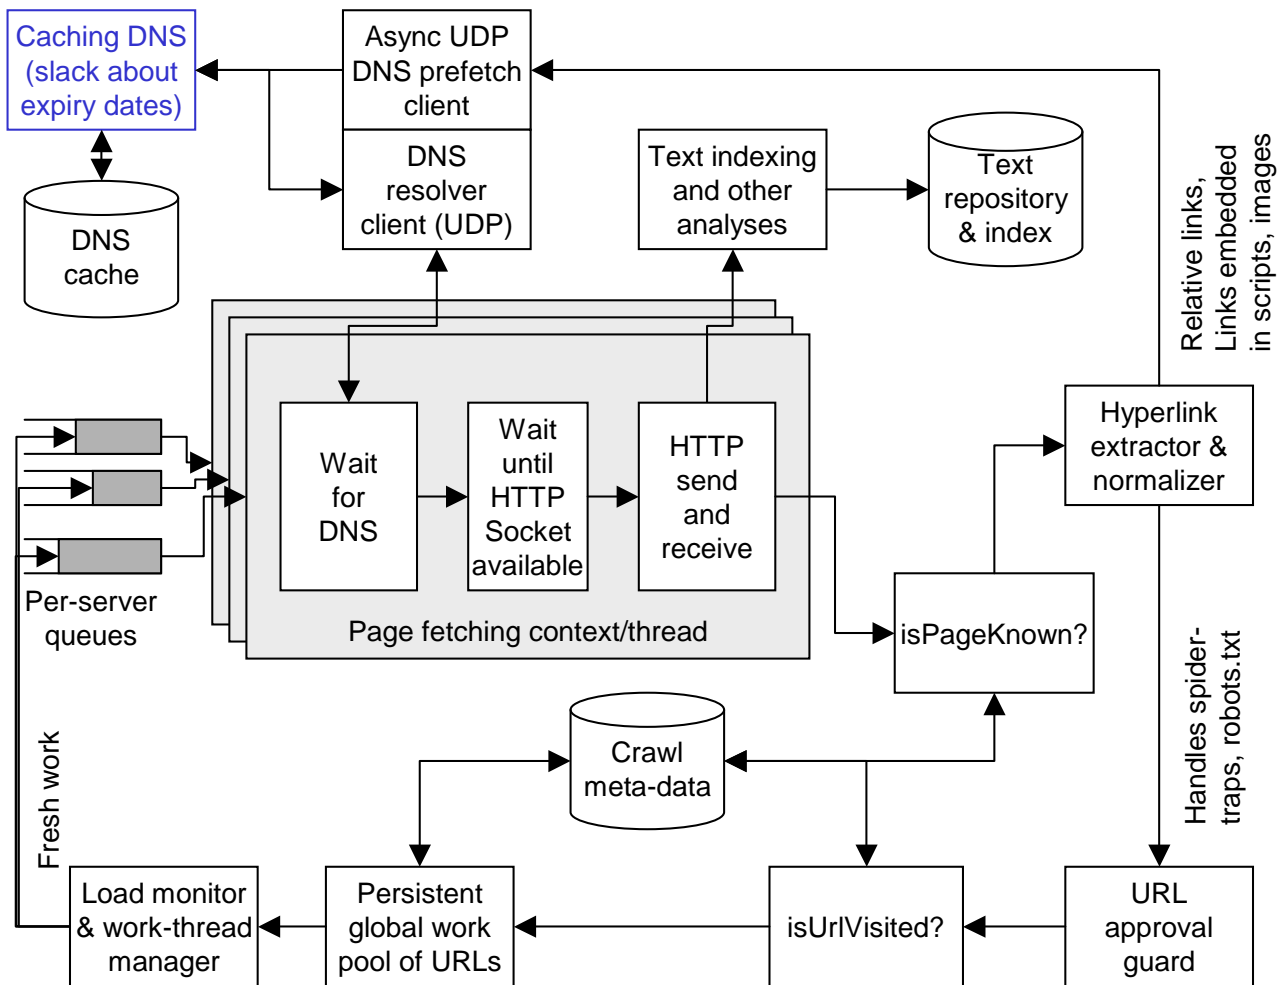 Caching DNS
(slack about
expiry dates)
Async UDP
DNS prefetch
client
DNS
resolver
client (UDP)
DNS
cache
Text indexing
and other
analyses
Text
repository
& index
Relative links,
Links embedded
in scripts, images
Hyperlink
extractor &
normalizer
Wait
for
DNS
Wait
until
HTTP
Socket
available
HTTP
send
and
receive
Page fetching context/thread
Per-server
queues
isPageKnown?
Handles spider-
traps, robots.txt
Crawl
meta-data
Fresh work
Load monitor
& work-thread
manager
Persistent
global work
pool of URLs
isUrlVisited?
URL
approval
guard